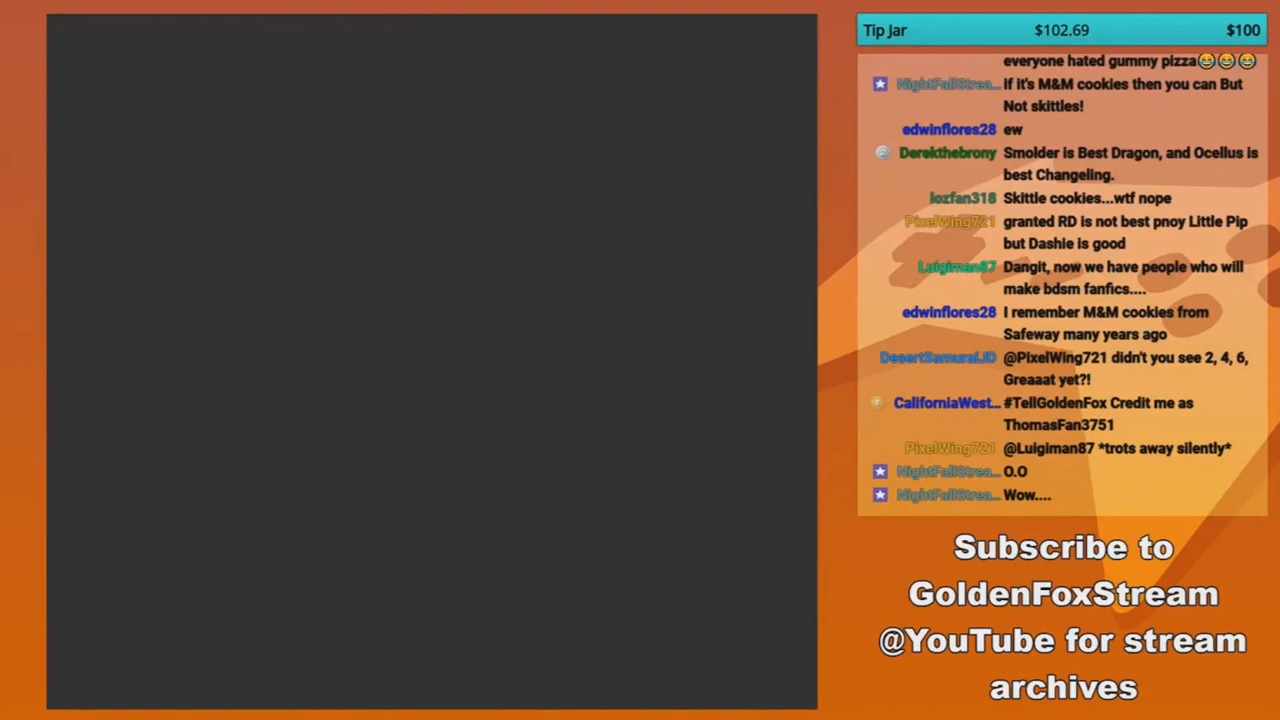 Tip Jar $102.69 $100
everyone hated gummy pizza😂😂😂
NightFallStrea... if it's M&M cookies then you can But
Not skittles!
edwinflores28 ew
Derekthebrony Smolder is Best Dragon, and Ocellus is
best Changeling.
lozfan318 Skittle cookies...wtf nope
PixelWing721 granted RD is not best pnoy Little Pip
but Dashie is good
Luigiman87 Dangit, now we have people who will
make bdsm fanfics....
edwinflores28 I remember M&M cookies from
Safeway many years ago
DesertSamuraiJD @PixelWing721 didn't you see 2, 4, 6,
Greaaat yet?!
CaliforniaWest... #TellGoldenFox Credit me as
ThomasFan3751
PixelWing721 @Luigiman87 *trots away silently*
NightFallStrea... O.O
NightFallStrea... Wow....
Subscribe to
GoldenFoxStream
@YouTube for stream
archives